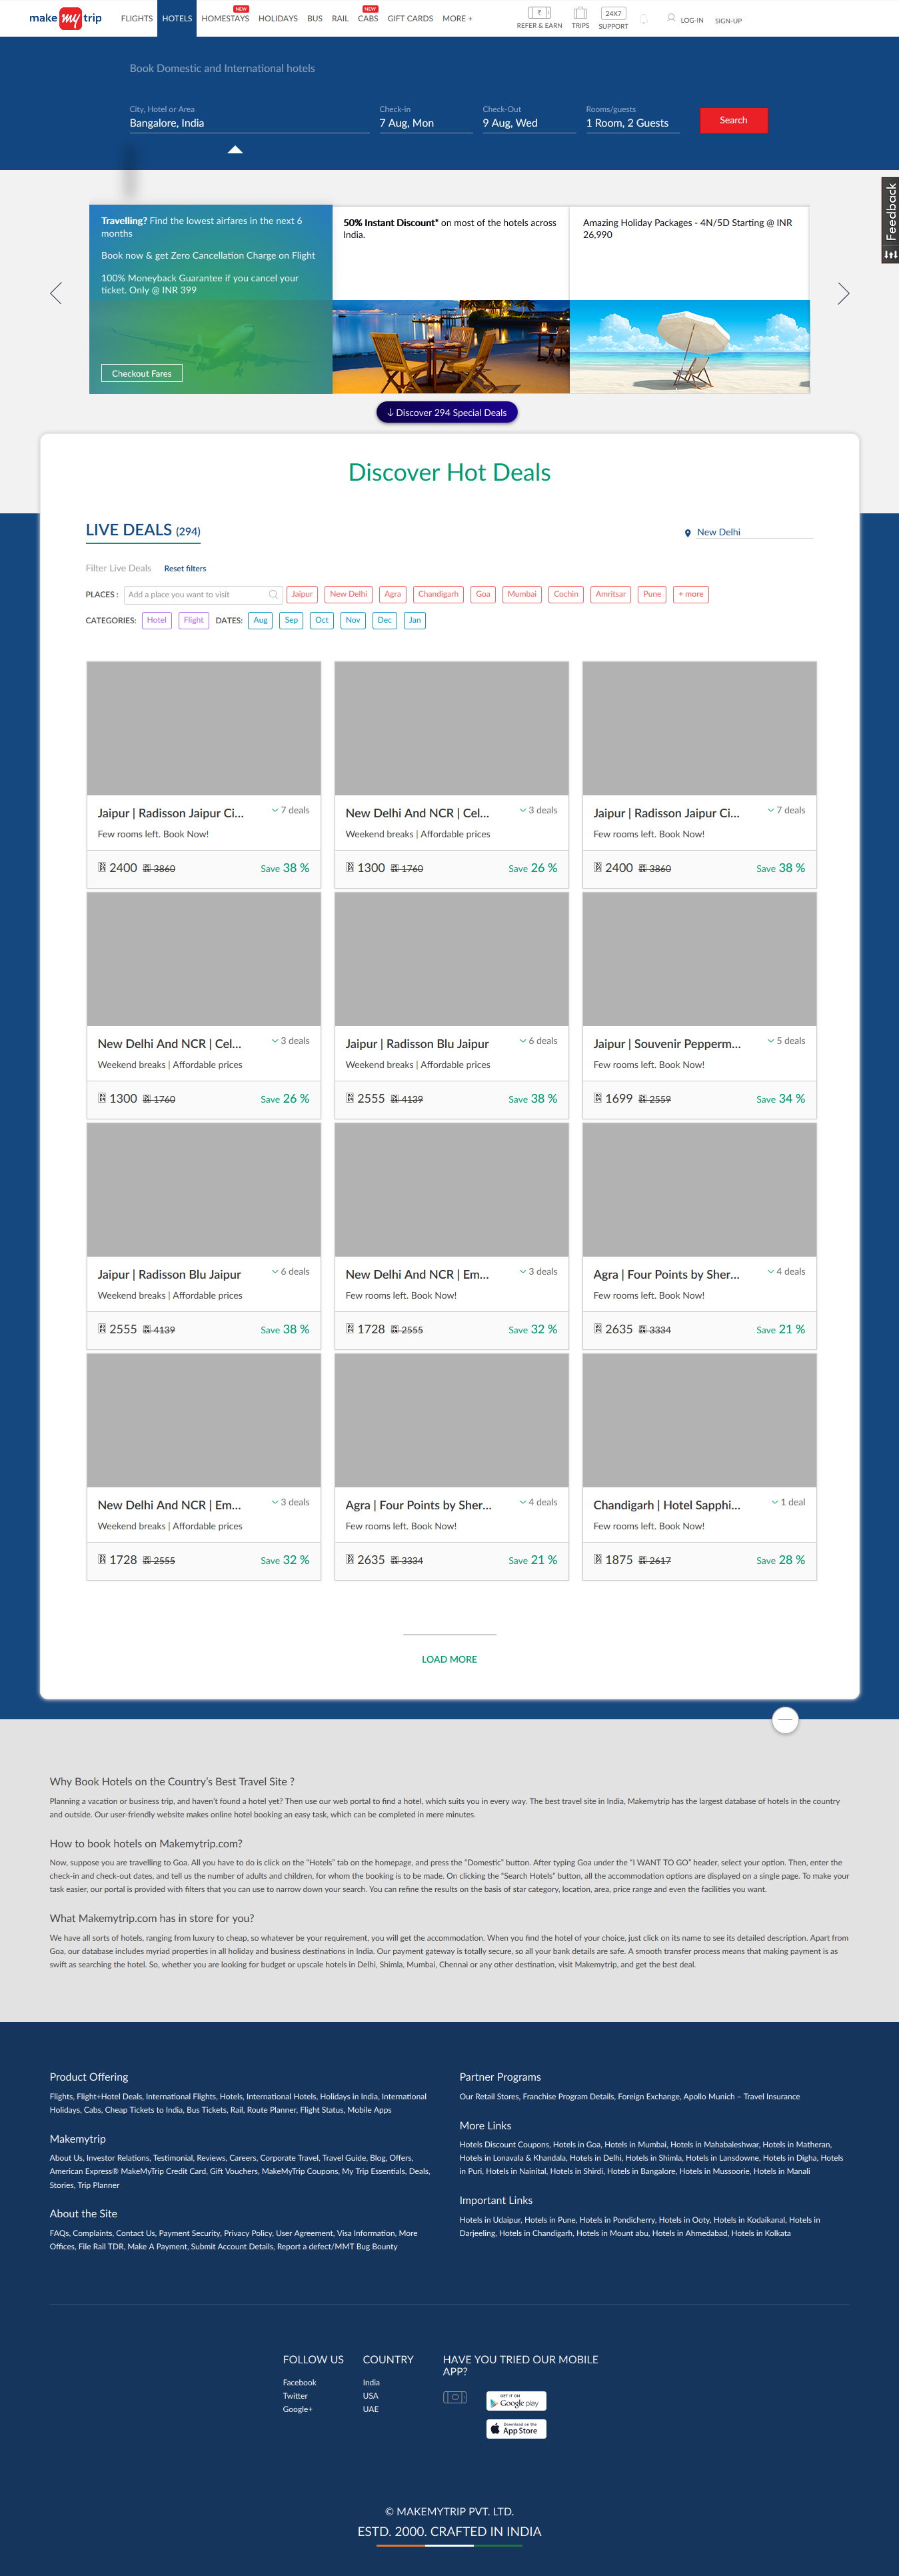 make my trip
FLIGHTS HOTELS HOMESTAYS NEW HOLIDAYS BUS RAIL CABS NEW GIFT CARDS MORE +
REFER & EARN TRIPS 24X7 SUPPORT LOG-IN SIGN-UP
Book Domestic and International hotels
City, Hotel or Area Check-in Check-Out Rooms/guests
Bangalore, India 7 Aug, Mon 9 Aug, Wed 1 Room, 2 Guests Search
Feedback
Travelling? Find the lowest airfares in the next 6
months
Book now & get Zero Cancellation Charge on Flight
100% Moneyback Guarantee if you cancel your
ticket. Only @ INR 399
Checkout Fares
50% Instant Discount* on most of the hotels across
India.
Amazing Holiday Packages - 4N/5D Starting @ INR
26,990
Discover 294 Special Deals
Discover Hot Deals
LIVE DEALS (294) New Delhi
Filter Live Deals Reset filters
PLACES : Add a place you want to visit Jaipur New Delhi Agra Chandigarh Goa Mumbai Cochin Amritsar Pune + more
CATEGORIES: Hotel Flight DATES: Aug Sep Oct Nov Dec Jan
Jaipur | Radisson Jaipur Ci... 7 deals
Few rooms left. Book Now!
2400 3860 Save 38 %
New Delhi And NCR | Cel... 3 deals
Weekend breaks | Affordable prices
1300 1760 Save 26 %
Jaipur | Radisson Jaipur Ci... 7 deals
Few rooms left. Book Now!
2400 3860 Save 38 %
New Delhi And NCR | Cel... 3 deals
Weekend breaks | Affordable prices
1300 1760 Save 26 %
Jaipur | Radisson Blu Jaipur 6 deals
Weekend breaks | Affordable prices
2555 4139 Save 38 %
Jaipur | Souvenir Pepperm... 5 deals
Few rooms left. Book Now!
1699 2559 Save 34 %
Jaipur | Radisson Blu Jaipur 6 deals
Weekend breaks | Affordable prices
2555 4139 Save 38 %
New Delhi And NCR | Em... 3 deals
Few rooms left. Book Now!
1728 2555 Save 32 %
Agra | Four Points by Sher... 4 deals
Few rooms left. Book Now!
2635 3334 Save 21 %
New Delhi And NCR | Em... 3 deals
Weekend breaks | Affordable prices
1728 2555 Save 32 %
Agra | Four Points by Sher... 4 deals
Few rooms left. Book Now!
2635 3334 Save 21 %
Chandigarh | Hotel Sapphi... 1 deal
Few rooms left. Book Now!
1875 2617 Save 28 %
LOAD MORE
Why Book Hotels on the Country's Best Travel Site ?
Planning a vacation or business trip, and haven't found a hotel yet? Then use our web portal to find a hotel, which suits you in every way. The best travel site in India, Makemytrip has the largest database of hotels in the country
and outside. Our user-friendly website makes online hotel booking an easy task, which can be completed in mere minutes.
How to book hotels on Makemytrip.com?
Now, suppose you are travelling to Goa. All you have to do is click on the "Hotels" tab on the homepage, and press the "Domestic" button. After typing Goa under the "I WANT TO GO" header, select your option. Then, enter the
check-in and check-out dates, and tell us the number of adults and children, for whom the booking is to be made. On clicking the "Search Hotels" button, all the accommodation options are displayed on a single page. To make your
task easier, our portal is provided with filters that you can use to narrow down your search. You can refine the results on the basis of star category, location, area, price range and even the facilities you want.
What Makemytrip.com has in store for you?
We have all sorts of hotels, ranging from luxury to cheap, so whatever be your requirement, you will get the accommodation. When you find the hotel of your choice, just click on its name to see its detailed description. Apart from
Goa, our database includes myriad properties in all holiday and business destinations in India. Our payment gateway is totally secure, so all your bank details are safe. A smooth transfer process means that making payment is as
swift as searching the hotel. So, whether you are looking for budget or upscale hotels in Delhi, Shimla, Mumbai, Chennai or any other destination, visit Makemytrip, and get the best deal.
Product Offering
Flights, Flight+Hotel Deals, International Flights, Hotels, International Hotels, Holidays in India, International
Holidays, Cabs, Cheap Tickets to India, Bus Tickets, Rail, Route Planner, Flight Status, Mobile Apps
Makemytrip
About Us, Investor Relations, Testimonial, Reviews, Careers, Corporate Travel, Travel Guide, Blog, Offers,
American Express® MakeMyTrip Credit Card, Gift Vouchers, MakeMyTrip Coupons, My Trip Essentials, Deals,
Stories, Trip Planner
About the Site
FAQs, Complaints, Contact Us, Payment Security, Privacy Policy, User Agreement, Visa Information, More
Offices, File Rail TDR, Make A Payment, Submit Account Details, Report a defect/MMT Bug Bounty
Partner Programs
Our Retail Stores, Franchise Program Details, Foreign Exchange, Apollo Munich – Travel Insurance
More Links
Hotels Discount Coupons, Hotels in Goa, Hotels in Mumbai, Hotels in Mahabaleshwar, Hotels in Matheran,
Hotels in Lonavala & Khandala, Hotels in Delhi, Hotels in Shimla, Hotels in Lansdowne, Hotels in Digha, Hotels
in Puri, Hotels in Nainital, Hotels in Shirdi, Hotels in Bangalore, Hotels in Mussoorie, Hotels in Manali
Important Links
Hotels in Udaipur, Hotels in Pune, Hotels in Pondicherry, Hotels in Ooty, Hotels in Kodaikanal, Hotels in
Darjeeling, Hotels in Chandigarh, Hotels in Mount abu, Hotels in Ahmedabad, Hotels in Kolkata
FOLLOW US
Facebook
Twitter
Google+
COUNTRY
India
USA
UAE
HAVE YOU TRIED OUR MOBILE
APP?
GET IT ON
Google play
Download on the
App Store
© MAKEMYTRIP PVT. LTD.
ESTD. 2000. CRAFTED IN INDIA